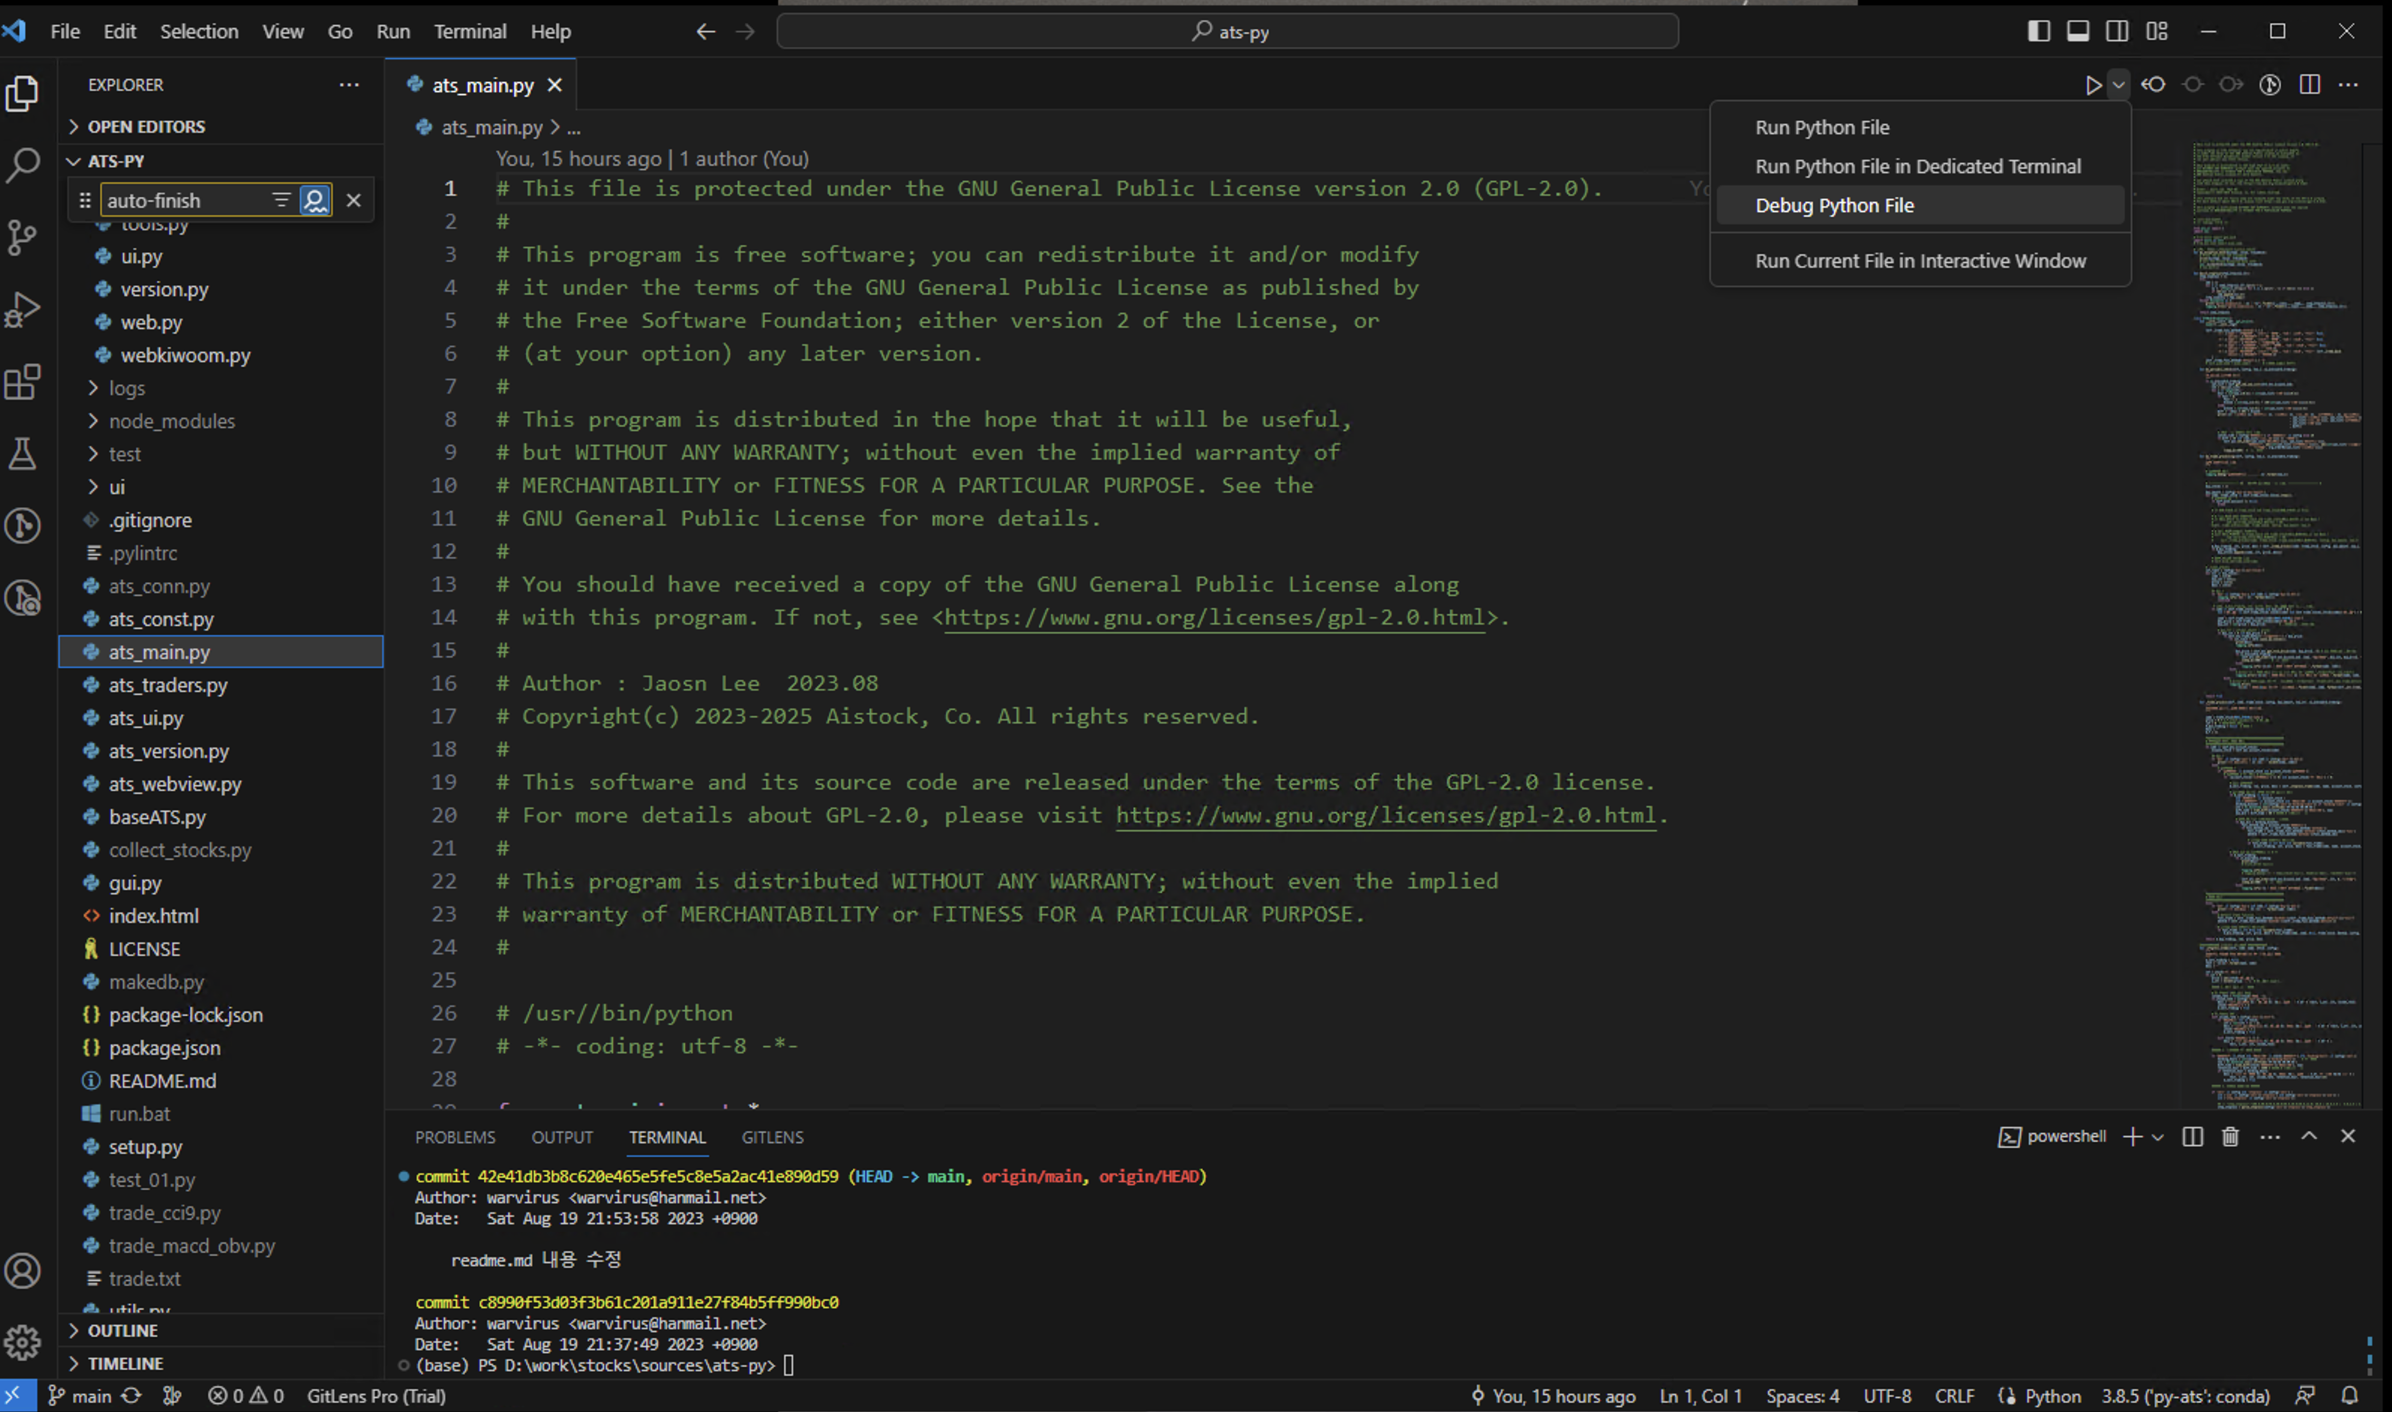 File Edit Selection View Go Run Terminal Help
ats-py
EXPLORER
OPEN EDITORS
ATS-PY
auto-finish
tools.py
ui.py
version.py
web.py
webkiwoom.py
logs
node_modules
test
ui
.gitignore
.pylintrc
ats_conn.py
ats_const.py
ats_main.py
ats_traders.py
ats_ui.py
ats_version.py
ats_webview.py
baseATS.py
collect_stocks.py
gui.py
index.html
LICENSE
makedb.py
package-lock.json
package.json
README.md
run.bat
setup.py
test_01.py
trade_cci9.py
trade_macd_obv.py
trade.txt
utils.py
OUTLINE
TIMELINE
ats_main.py
ats_main.py > ...
You, 15 hours ago | 1 author (You)
1 # This file is protected under the GNU General Public License version 2.0 (GPL-2.0).
2 #
3 # This program is free software; you can redistribute it and/or modify
4 # it under the terms of the GNU General Public License as published by
5 # the Free Software Foundation; either version 2 of the License, or
6 # (at your option) any later version.
7 #
8 # This program is distributed in the hope that it will be useful,
9 # but WITHOUT ANY WARRANTY; without even the implied warranty of
10 # MERCHANTABILITY or FITNESS FOR A PARTICULAR PURPOSE. See the
11 # GNU General Public License for more details.
12 #
13 # You should have received a copy of the GNU General Public License along
14 # with this program. If not, see <https://www.gnu.org/licenses/gpl-2.0.html>.
15 #
16 # Author : Jaosn Lee  2023.08
17 # Copyright(c) 2023-2025 Aistock, Co. All rights reserved.
18 #
19 # This software and its source code are released under the terms of the GPL-2.0 license.
20 # For more details about GPL-2.0, please visit https://www.gnu.org/licenses/gpl-2.0.html.
21 #
22 # This program is distributed WITHOUT ANY WARRANTY; without even the implied
23 # warranty of MERCHANTABILITY or FITNESS FOR A PARTICULAR PURPOSE.
24 #
25
26 # /usr//bin/python
27 # -*- coding: utf-8 -*-
28
Run Python File
Run Python File in Dedicated Terminal
Debug Python File
Run Current File in Interactive Window
PROBLEMS OUTPUT TERMINAL GITLENS
powershell
commit 42e41db3b8c620e465e5fe5c8e5a2ac41e890d59 (HEAD -> main, origin/main, origin/HEAD)
Author: warvirus <warvirus@hanmail.net>
Date:   Sat Aug 19 21:53:58 2023 +0900
readme.md 내용 수정
commit c8990f53d03f3b61c201a911e27f84b5ff990bc0
Author: warvirus <warvirus@hanmail.net>
Date:   Sat Aug 19 21:37:49 2023 +0900
(base) PS D:\work\stocks\sources\ats-py>
main 0 0 GitLens Pro (Trial) You, 15 hours ago Ln 1, Col 1 Spaces: 4 UTF-8 CRLF Python 3.8.5 ('py-ats': conda)